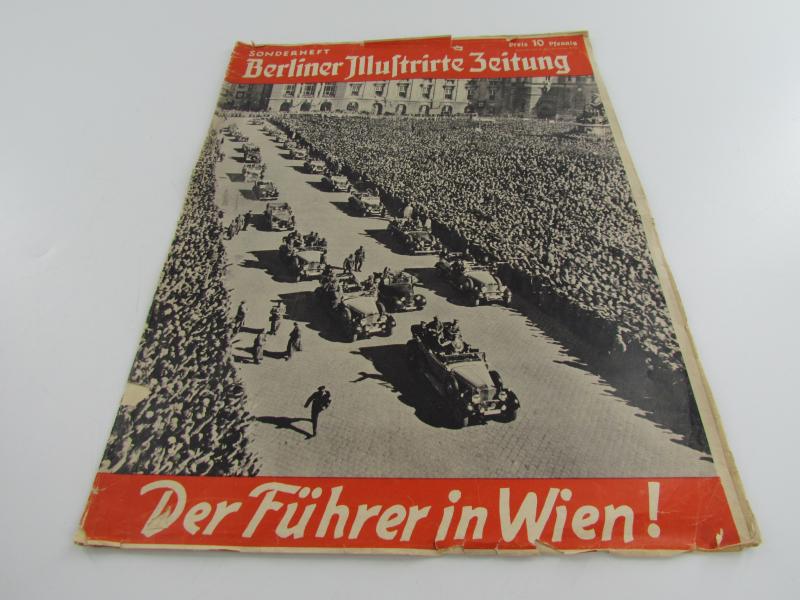 SONDERHEFT
Preis 10 Pfennig
Berliner Illustrirte Zeitung
Der Führer in Wien!